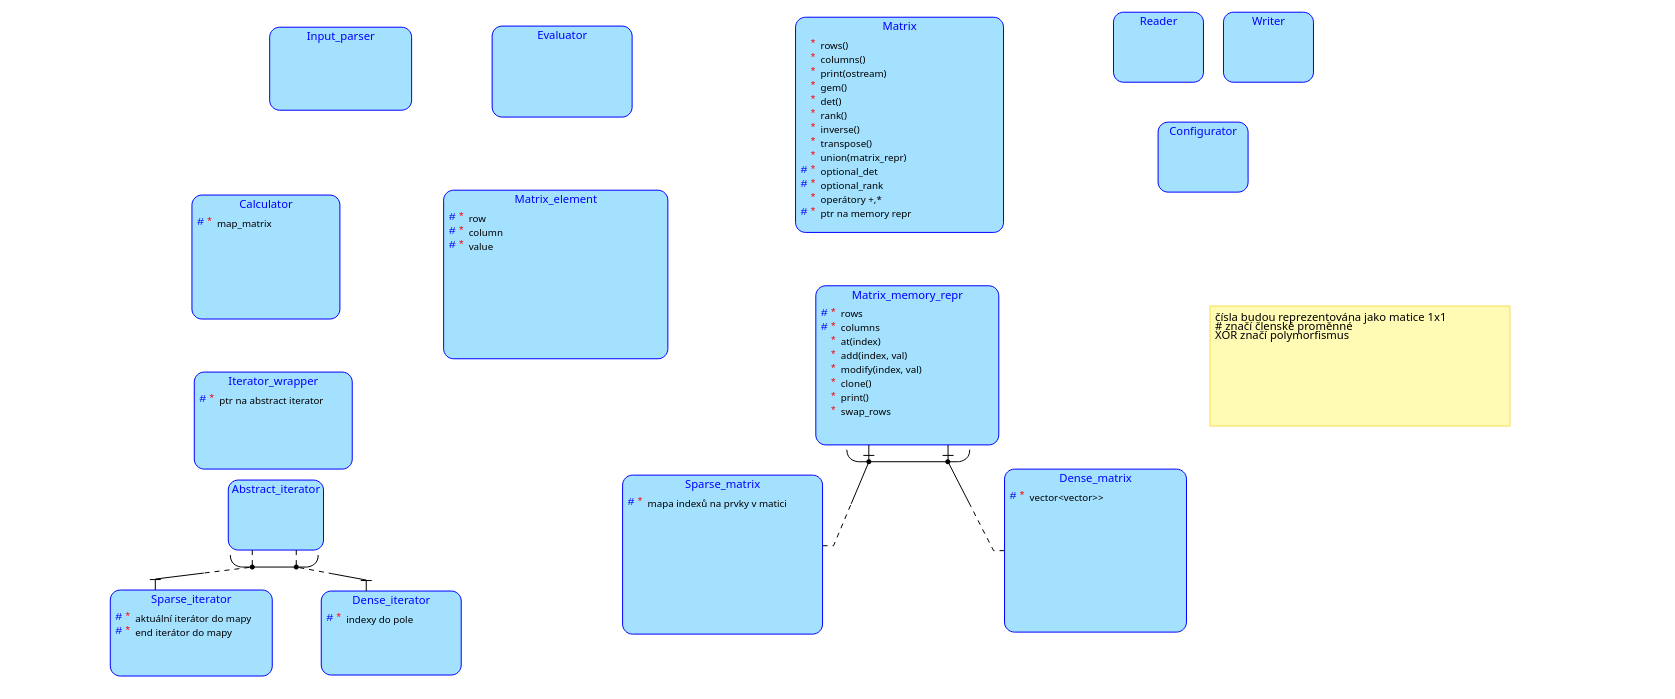 Input_parser
Evaluator
Matrix
* rows()
* columns()
* print(ostream)
* gem()
* det()
* rank()
* inverse()
* transpose()
* union(matrix_repr)
# * optional_det
# * optional_rank
* operátory +,*
# * ptr na memory repr
Reader
Writer
Configurator
Calculator
# * map_matrix
Matrix_element
# * row
# * column
# * value
Matrix_memory_repr
# * rows
# * columns
* at(index)
* add(index, val)
* modify(index, val)
* clone()
* print()
* swap_rows
čísla budou reprezentována jako matice 1x1
# značí členské proměnné
XOR značí polymorfismus
Iterator_wrapper
# * ptr na abstract iterator
Abstract_iterator
Sparse_matrix
# * mapa indexů na prvky v matici
Dense_matrix
# * vector<vector>>
Sparse_iterator
# * aktuální iterátor do mapy
# * end iterátor do mapy
Dense_iterator
# * indexy do pole